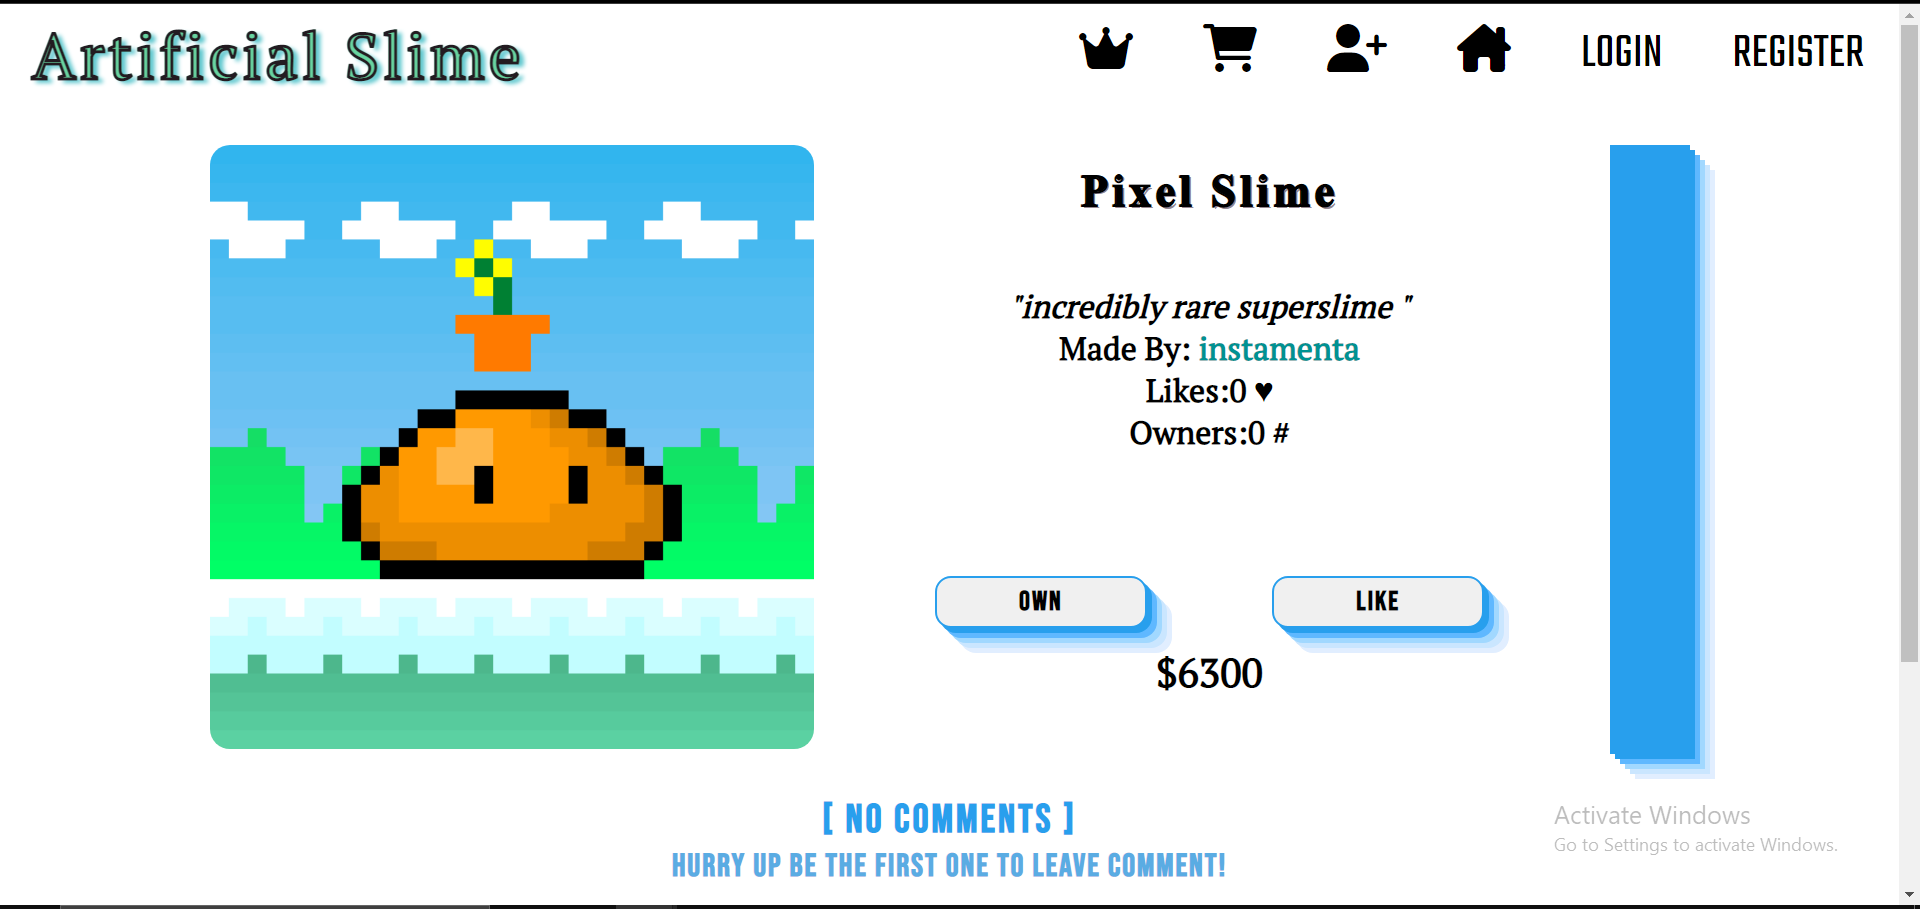 Artificial Slime
LOGIN
REGISTER
Pixel Slime
"incredibly rare superslime "
Made By: instamenta
Likes:0 ♥
Owners:0 #
OWN
LIKE
$6300
[ NO COMMENTS ]
HURRY UP BE THE FIRST ONE TO LEAVE COMMENT!
Activate Windows
Go to Settings to activate Windows.